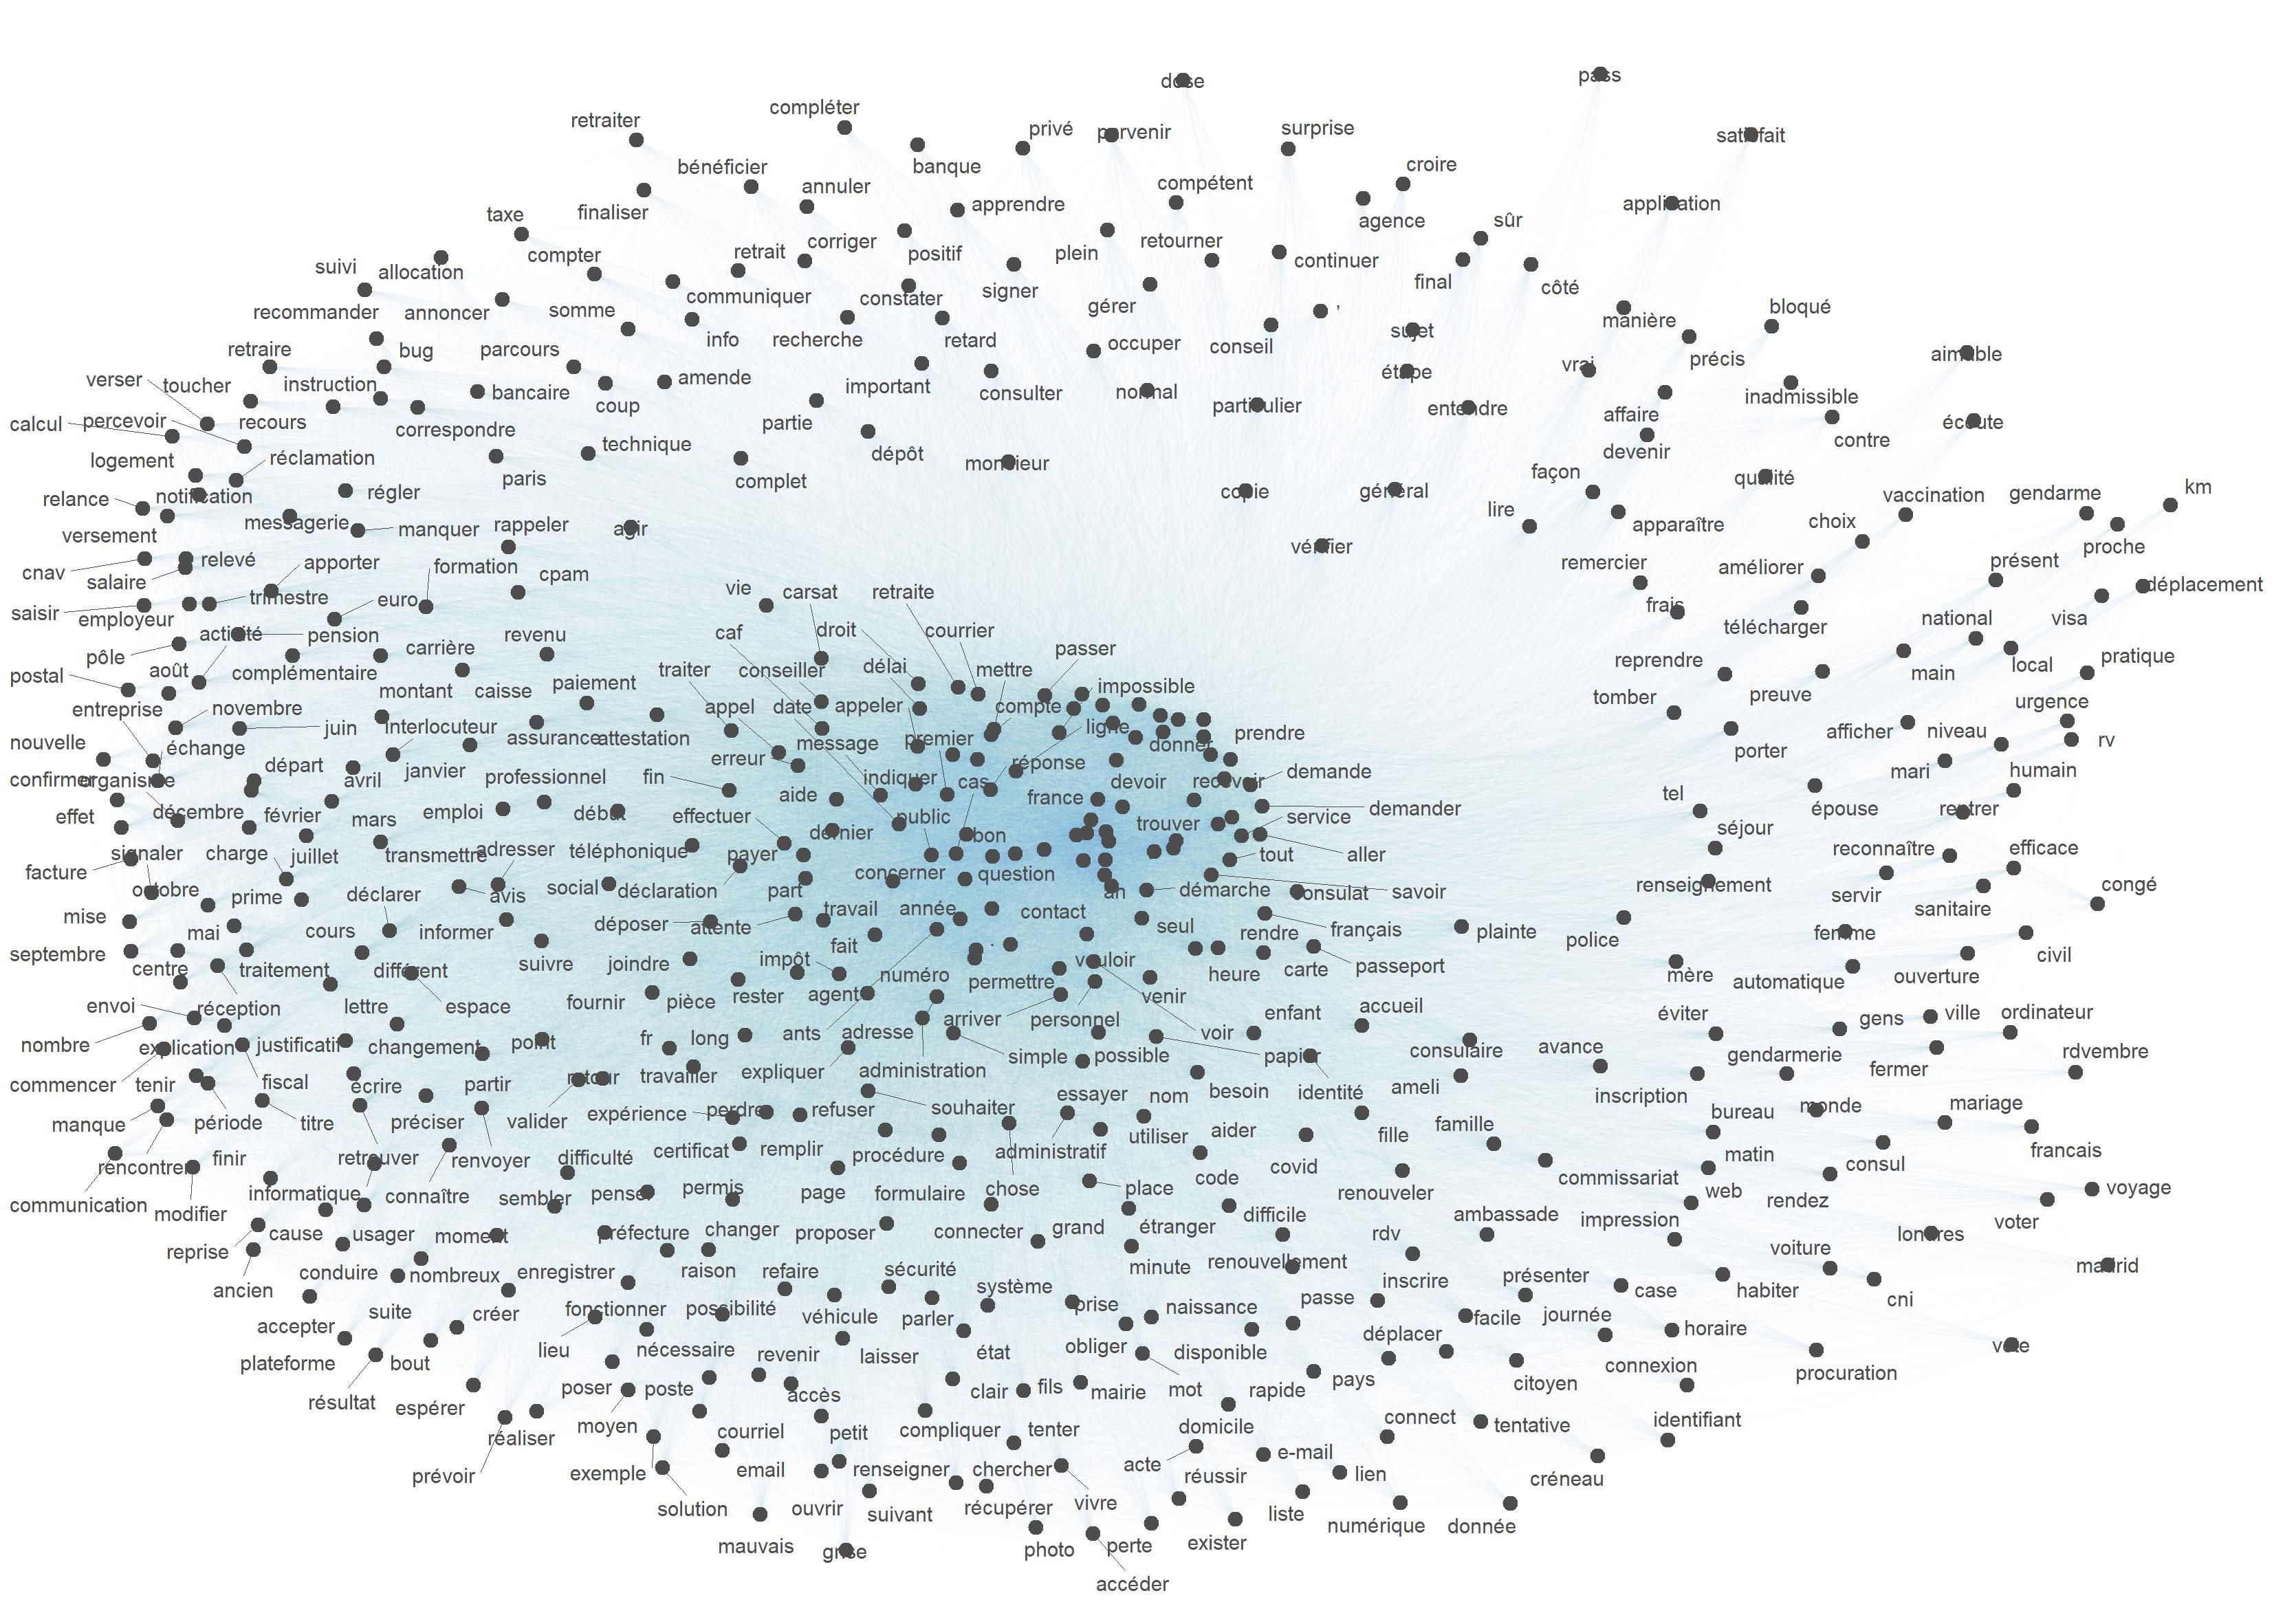 dose
pass
compléter
retraiter
privé
parvenir
surprise
satisfait
banque
bénéficier
croire
annuler
compétent
finaliser
apprendre
application
taxe
agence
sûr
compter
retrait
corriger
positif
plein
retourner
continuer
suivi
allocation
final
côté
recommander
annoncer
somme
communiquer
constater
signer
gérer
,
bloqué
manière
retraire
bug
parcours
info
recherche
retard
occuper
conseil
sujet
précis
aimable
verser
toucher
instruction
bancaire
coup
amende
important
consulter
normal
étape
vrai
inadmissible
calcul
percevoir
recours
correspondre
partie
particulier
entendre
affaire
écoute
contre
logement
réclamation
technique
dépôt
devenir
paris
complet
monsieur
façon
qualité
relance
notification
régler
copie
général
vaccination
gendarme
km
versement
messagerie
manquer
rappeler
agir
lire
apparaître
choix
cnav
relevé
vérifier
proche
salaire
apporter
formation
cpam
remercier
améliorer
présent
déplacement
saisir
employeur
trimestre
euro
vie
carsat
retraite
frais
télécharger
national
visa
activité
pension
carrière
revenu
caf
droit
courrier
pôle
août
complémentaire
passer
reprendre
main
local
pratique
postal
montant
caisse
paiement
traiter
conseiller
délai
mettre
impossible
tomber
preuve
entreprise
novembre
juin
interlocuteur
assurance
attestation
appel
date
appeler
compte
ligne
urgence
nouvelle
échange
message
premier
donner
prendre
porter
afficher
niveau
rv
confirmer
organisme
départ
avril
janvier
professionnel
fin
erreur
indiquer
cas
réponse
devoir
recevoir
demande
mari
humain
effet
décembre
février
mars
emploi
début
effectuer
aide
public
france
demander
tel
épouse
rentrer
facture
signaler
charge
juillet
transmettre
adresser
téléphonique
payer
dernier
bon
trouver
service
séjour
tout
aller
reconnaître
efficace
mise
octobre
prime
déclarer
avis
social
déclaration
part
concerner
question
an
démarche
consulat
savoir
renseignement
servir
sanitaire
congé
septembre
mai
cours
informer
déposer
attente
travail
année
contact
seul
rendre
français
plainte
police
femme
centre
traitement
différent
suivre
joindre
impôt
fait
.
numéro
permettre
vouloir
heure
carte
passeport
mère
automatique
ouverture
civil
envoi
réception
lettre
espace
fournir
pièce
rester
agent
arriver
personnel
venir
voir
enfant
accueil
éviter
gens
ville
ordinateur
nombre
explication
justificatif
changement
point
fr
long
ants
adresse
simple
possible
papier
consulaire
avance
gendarmerie
fermer
rdvembre
commencer
tenir
fiscal
écrire
partir
retour
travailler
expliquer
administration
identité
ameli
inscription
manque
période
titre
préciser
valider
expérience
perdre
refuser
souhaiter
essayer
nom
besoin
bureau
monde
mariage
rencontrer
finir
retrouver
renvoyer
difficulté
certificat
remplir
procédure
administratif
utiliser
aider
fille
famille
matin
consul
francais
communication
modifier
informatique
connaître
sembler
penser
permis
page
formulaire
chose
place
code
covid
renouveler
commissariat
web
rendez
voyage
reprise
cause
usager
moment
préfecture
changer
proposer
connecter
grand
étranger
difficile
rdv
ambassade
impression
voiture
londres
voter
ancien
conduire
nombreux
enregistrer
raison
refaire
sécurité
système
minute
renouvellement
inscrire
présenter
case
habiter
cni
madrid
accepter
suite
créer
fonctionner
possibilité
véhicule
parler
prise
naissance
passe
facile
journée
horaire
plateforme
bout
lieu
nécessaire
revenir
laisser
état
obliger
disponible
déplacer
connexion
procuration
vote
résultat
espérer
poser
poste
accès
clair
fils
mairie
mot
rapide
pays
citoyen
réaliser
moyen
courriel
petit
compliquer
tenter
domicile
connect
tentative
identifiant
prévoir
exemple
email
renseigner
chercher
acte
réussir
e-mail
lien
créneau
solution
ouvrir
suivant
récupérer
vivre
liste
numérique
donnée
mauvais
grise
photo
perte
exister
accéder